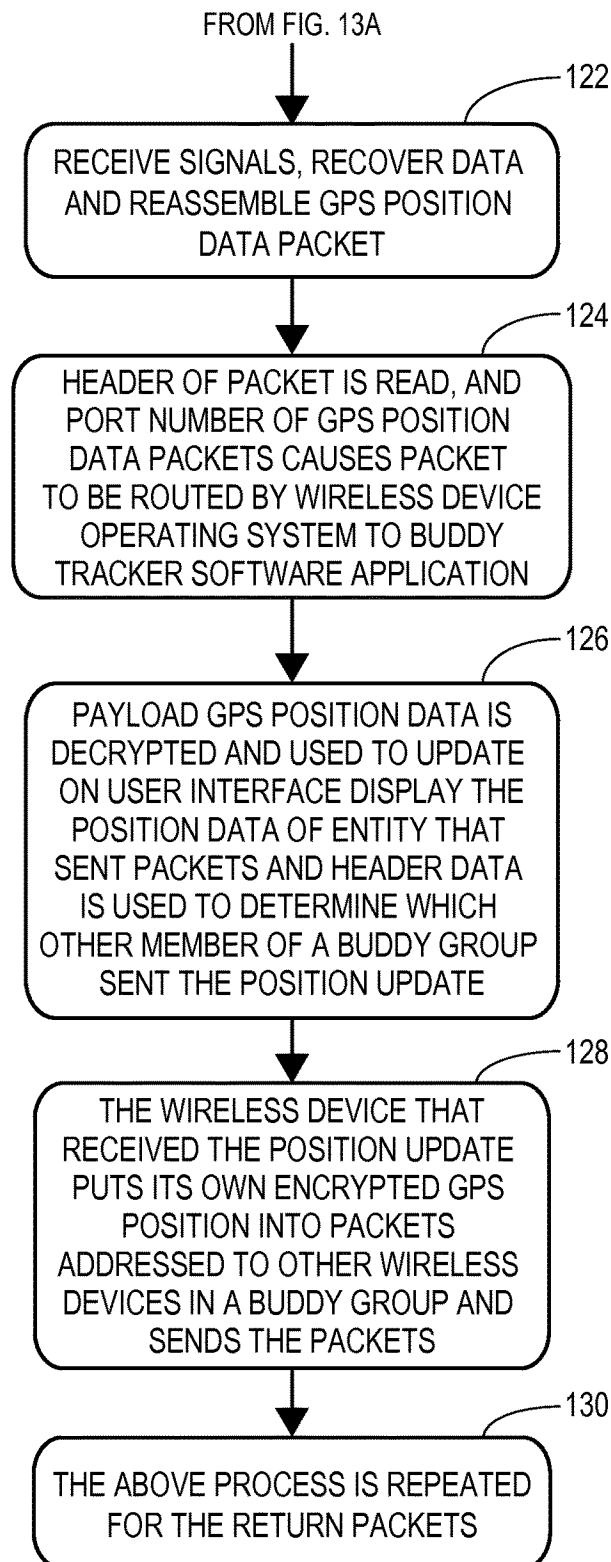 FROM FIG. 13A
122
RECEIVE SIGNALS, RECOVER DATA
AND REASSEMBLE GPS POSITION
DATA PACKET
124
HEADER OF PACKET IS READ, AND
PORT NUMBER OF GPS POSITION
DATA PACKETS CAUSES PACKET
TO BE ROUTED BY WIRELESS DEVICE
OPERATING SYSTEM TO BUDDY
TRACKER SOFTWARE APPLICATION
126
PAYLOAD GPS POSITION DATA IS
DECRYPTED AND USED TO UPDATE
ON USER INTERFACE DISPLAY THE
POSITION DATA OF ENTITY THAT
SENT PACKETS AND HEADER DATA
IS USED TO DETERMINE WHICH
OTHER MEMBER OF A BUDDY GROUP
SENT THE POSITION UPDATE
128
THE WIRELESS DEVICE THAT
RECEIVED THE POSITION UPDATE
PUTS ITS OWN ENCRYPTED GPS
POSITION INTO PACKETS
ADDRESSED TO OTHER WIRELESS
DEVICES IN A BUDDY GROUP AND
SENDS THE PACKETS
130
THE ABOVE PROCESS IS REPEATED
FOR THE RETURN PACKETS